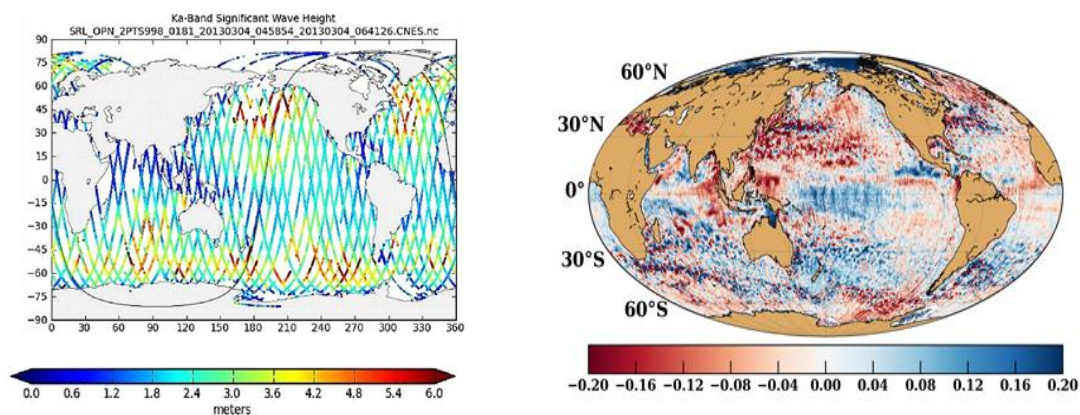 Ka-Band Significant Wave Height
SRL_OPN_2PTS998_0181_20130304_045854_20130304_064126.CNES.nc
90
75
60
45
30
15
0
−15
−30
−45
−60
−75
−90
0 30 60 90 120 150 180 210 240 270 300 330 360
0.0 0.6 1.2 1.8 2.4 3.0 3.6 4.2 4.8 5.4 6.0
meters
60°N
30°N
0°
30°S
60°S
−0.20 −0.16 −0.12 −0.08 −0.04 0.00 0.04 0.08 0.12 0.16 0.20